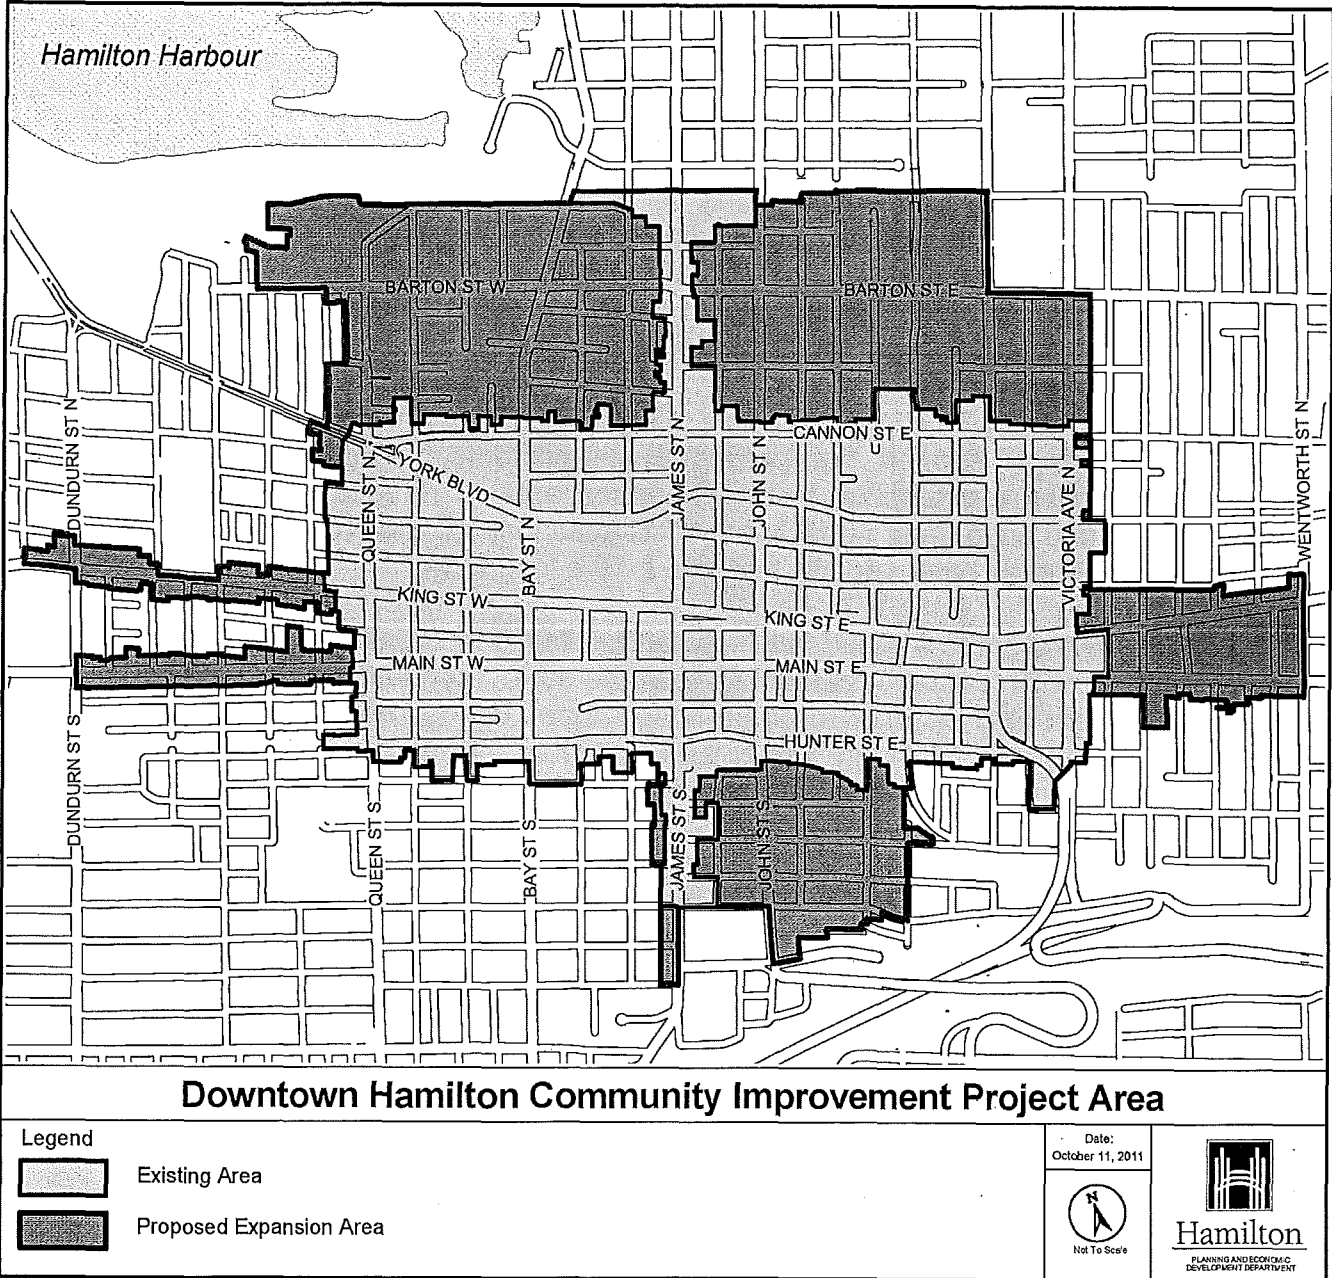 Hamilton Harbour
BARTON ST W
BARTON ST E
CANNON ST E
YORK BLVD
DUNDURN ST N
QUEEN ST N
BAY ST N
JAMES ST N
JOHN ST N
VICTORIA AVE N
WENTWORTH ST N
KING ST W
KING ST E
MAIN ST W
MAIN ST E
HUNTER ST E
DUNDURN ST S
QUEEN ST S
BAY ST S
JAMES ST S
JOHN ST S
Downtown Hamilton Community Improvement Project Area
Legend
Existing Area
Proposed Expansion Area
Date:
October 11, 2011
N
Not To Scale
Hamilton
PLANNING AND ECONOMIC
DEVELOPMENT DEPARTMENT